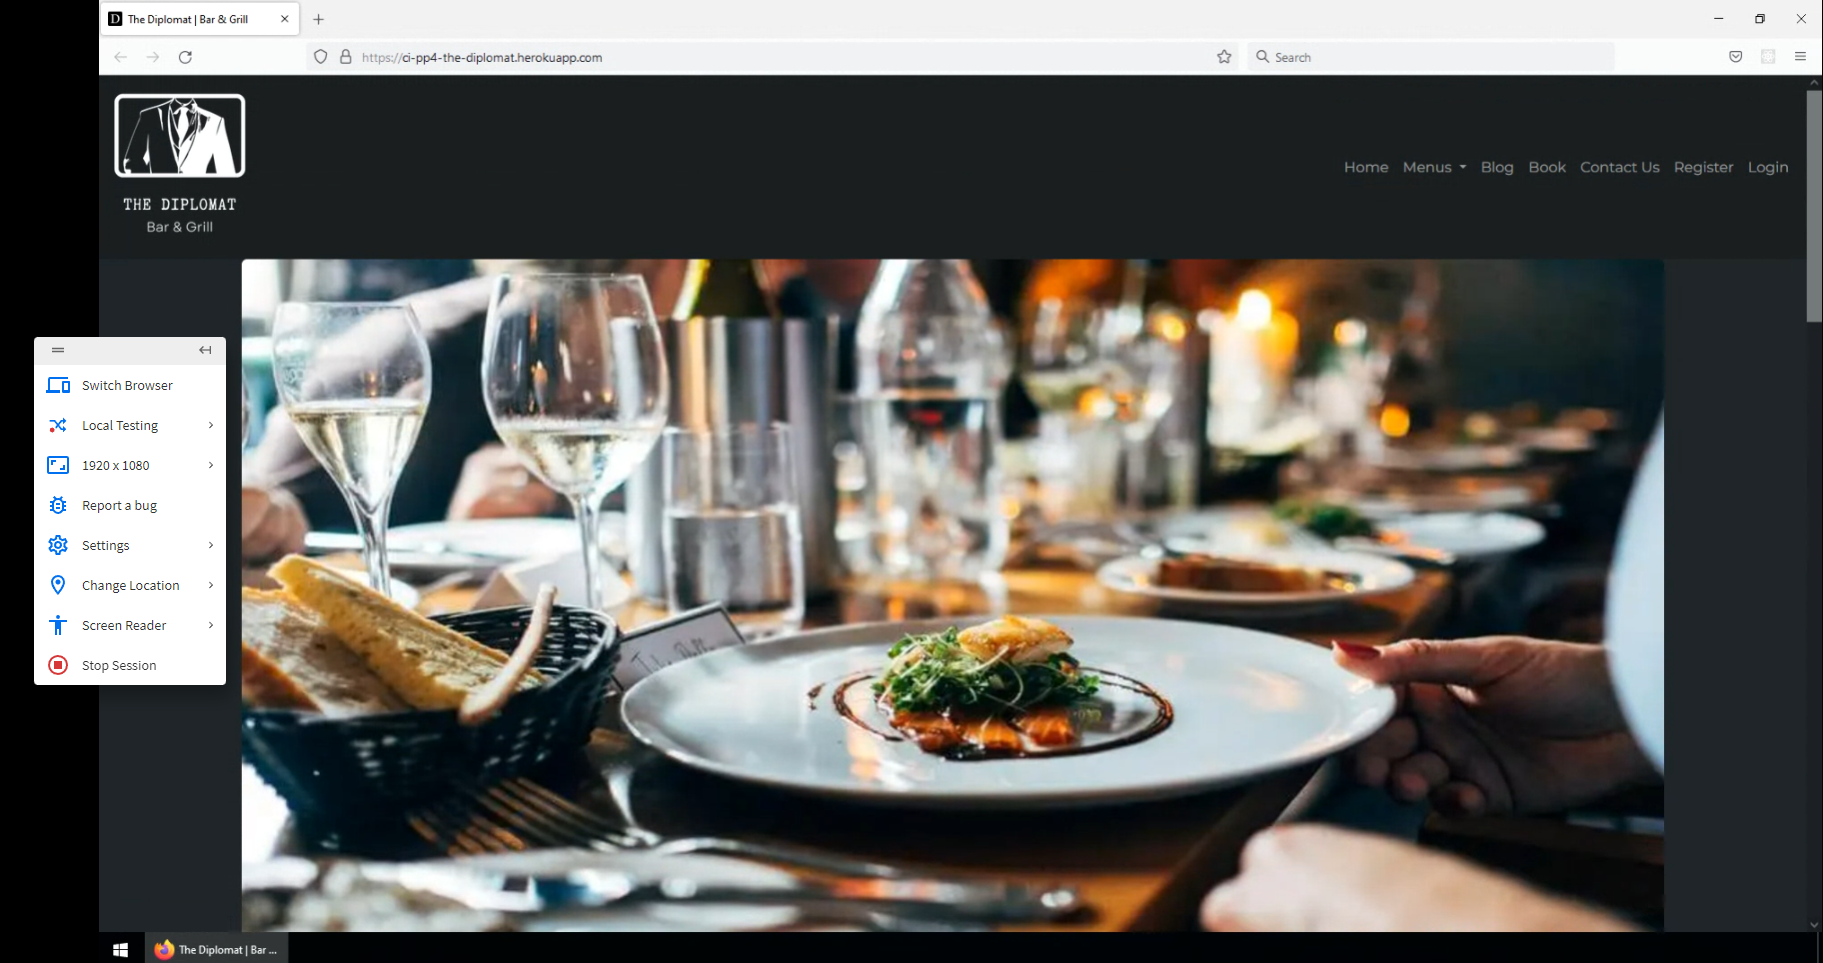 The Diplomat | Bar & Grill
https://ci-pp4-the-diplomat.herokuapp.com
Search
THE DIPLOMAT
Bar & Grill
Home Menus Blog Book Contact Us Register Login
Switch Browser
Local Testing
1920 x 1080
Report a bug
Settings
Change Location
Screen Reader
Stop Session
The Diplomat | Bar ...